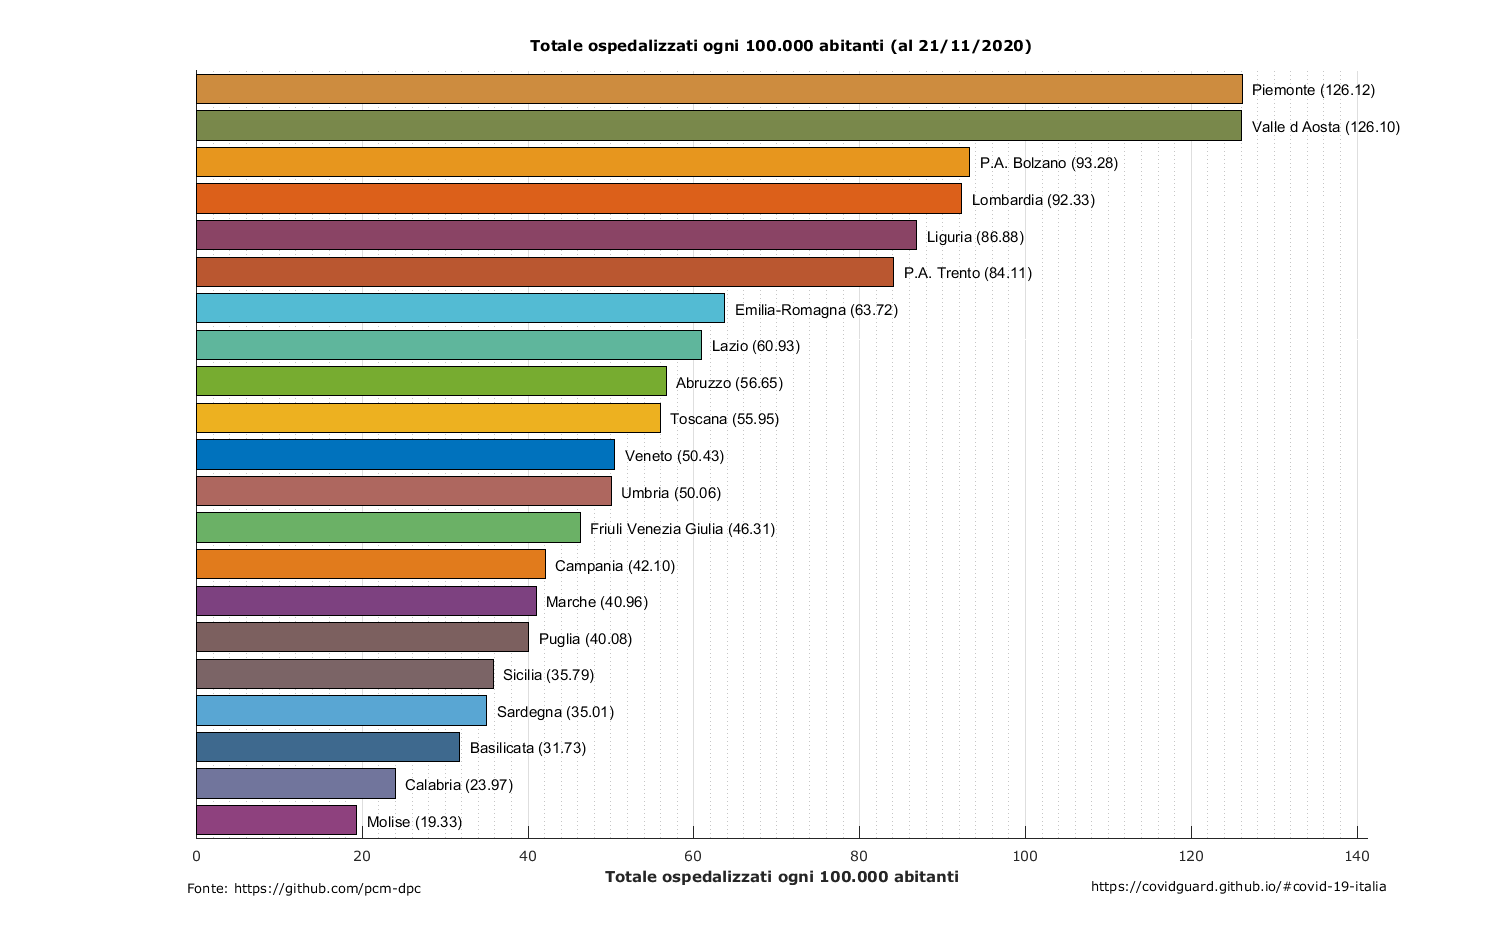 Totale ospedalizzati ogni 100.000 abitanti (al 21/11/2020)
Piemonte (126.12)
Valle d Aosta (126.10)
P.A. Bolzano (93.28)
Lombardia (92.33)
Liguria (86.88)
P.A. Trento (84.11)
Emilia-Romagna (63.72)
Lazio (60.93)
Abruzzo (56.65)
Toscana (55.95)
Veneto (50.43)
Umbria (50.06)
Friuli Venezia Giulia (46.31)
Campania (42.10)
Marche (40.96)
Puglia (40.08)
Sicilia (35.79)
Sardegna (35.01)
Basilicata (31.73)
Calabria (23.97)
Molise (19.33)
0 20 40 60 80 100 120 140
Totale ospedalizzati ogni 100.000 abitanti
Fonte: https://github.com/pcm-dpc
https://covidguard.github.io/#covid-19-italia